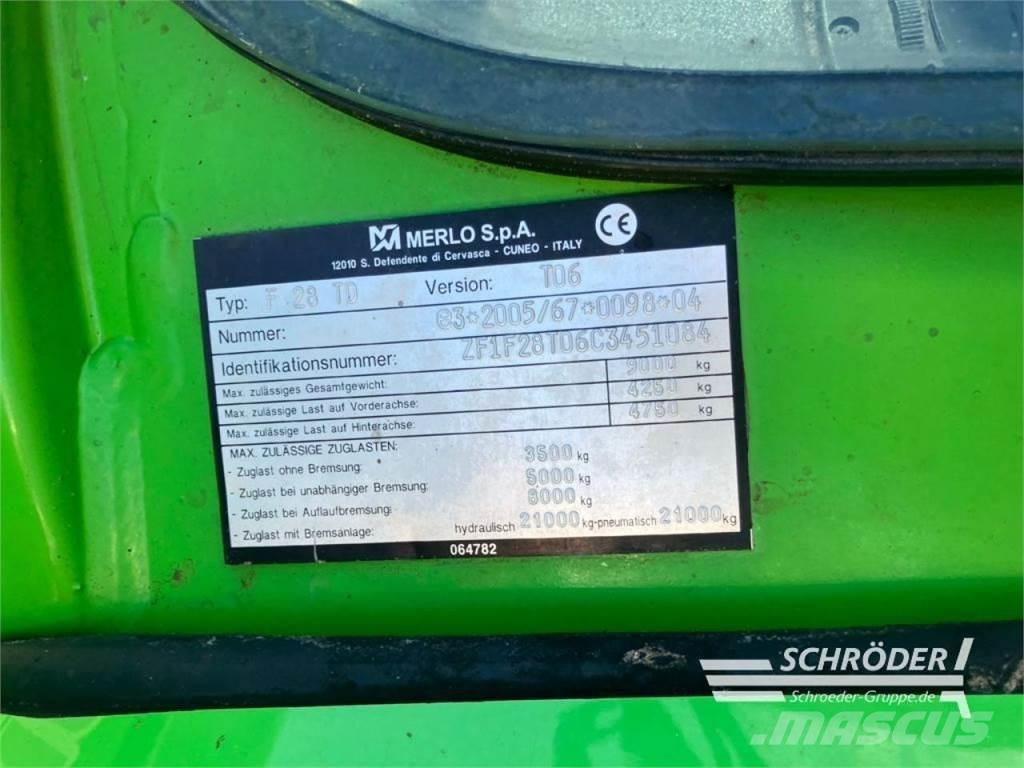 MERLO S.p.A. CE
12010 S. Defendente di Cervasca - CUNEO - ITALY
Typ: F 28 TD Version: T06
Nummer: e3*2005/67*0098*04
Identifikationsnummer: ZF1F28T06C3451084
Max. zulässiges Gesamtgewicht: 9000 kg
Max. zulässige Last auf Vorderachse: 4250 kg
Max. zulässige Last auf Hinterachse: 4750 kg
MAX. ZULÄSSIGE ZUGLASTEN:
- Zuglast ohne Bremsung: 3500 kg
- Zuglast bei unabhängiger Bremsung: 5000 kg
- Zuglast bei Auflaufbremsung: 8000 kg
- Zuglast mit Bremsanlage: hydraulisch 21000 kg-pneumatisch 21000 kg
064782
SCHRÖDER
Schroeder-Gruppe.de
MASCUS